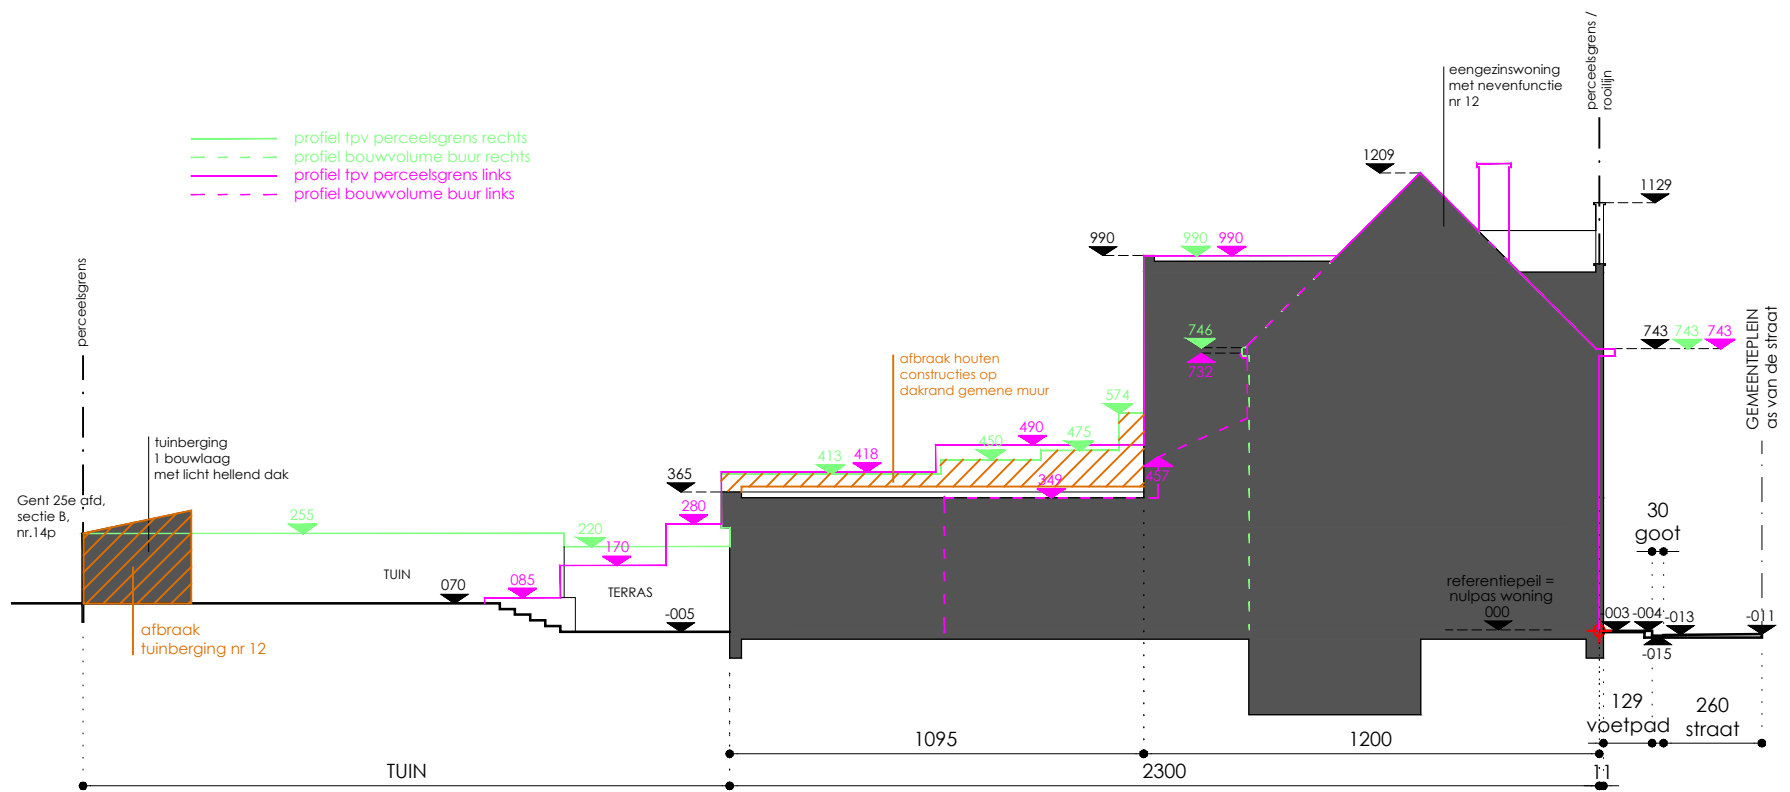 profiel tpv perceelsgrens rechts
profiel bouwvolume buur rechts
profiel tpv perceelsgrens links
profiel bouwvolume buur links
perceelsgrens
perceelsgrens /
rooilijn
eengezinswoning
met nevenfunctie
nr 12
1209
1129
990
990
990
743
743
743
746
732
GEMEENTEPLEIN
as van de straat
afbraak houten
constructies op
dakrand gemene muur
574
490
475
450
413
418
457
349
365
280
tuinberging
1 bouwlaag
met licht hellend dak
Gent 25e afd,
sectie B,
nr.14p
255
220
170
TUIN
070
085
TERRAS
-005
afbraak
tuinberging nr 12
referentiepeil =
nulpas woning
000
30
goot
-003
-004
-013
-011
-015
129
voetpad
260
straat
1095
1200
TUIN
2300
11